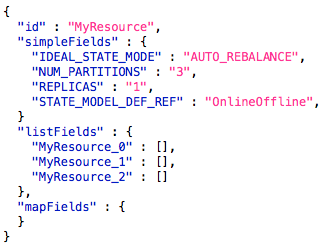 {
"id" : "MyResource",
"simpleFields" : {
"IDEAL_STATE_MODE" : "AUTO_REBALANCE",
"NUM_PARTITIONS" : "3",
"REPLICAS" : "1",
"STATE_MODEL_DEF_REF" : "OnlineOffline",
}
"listFields" : {
"MyResource_0" : [],
"MyResource_1" : [],
"MyResource_2" : []
},
"mapFields" : {
}
}